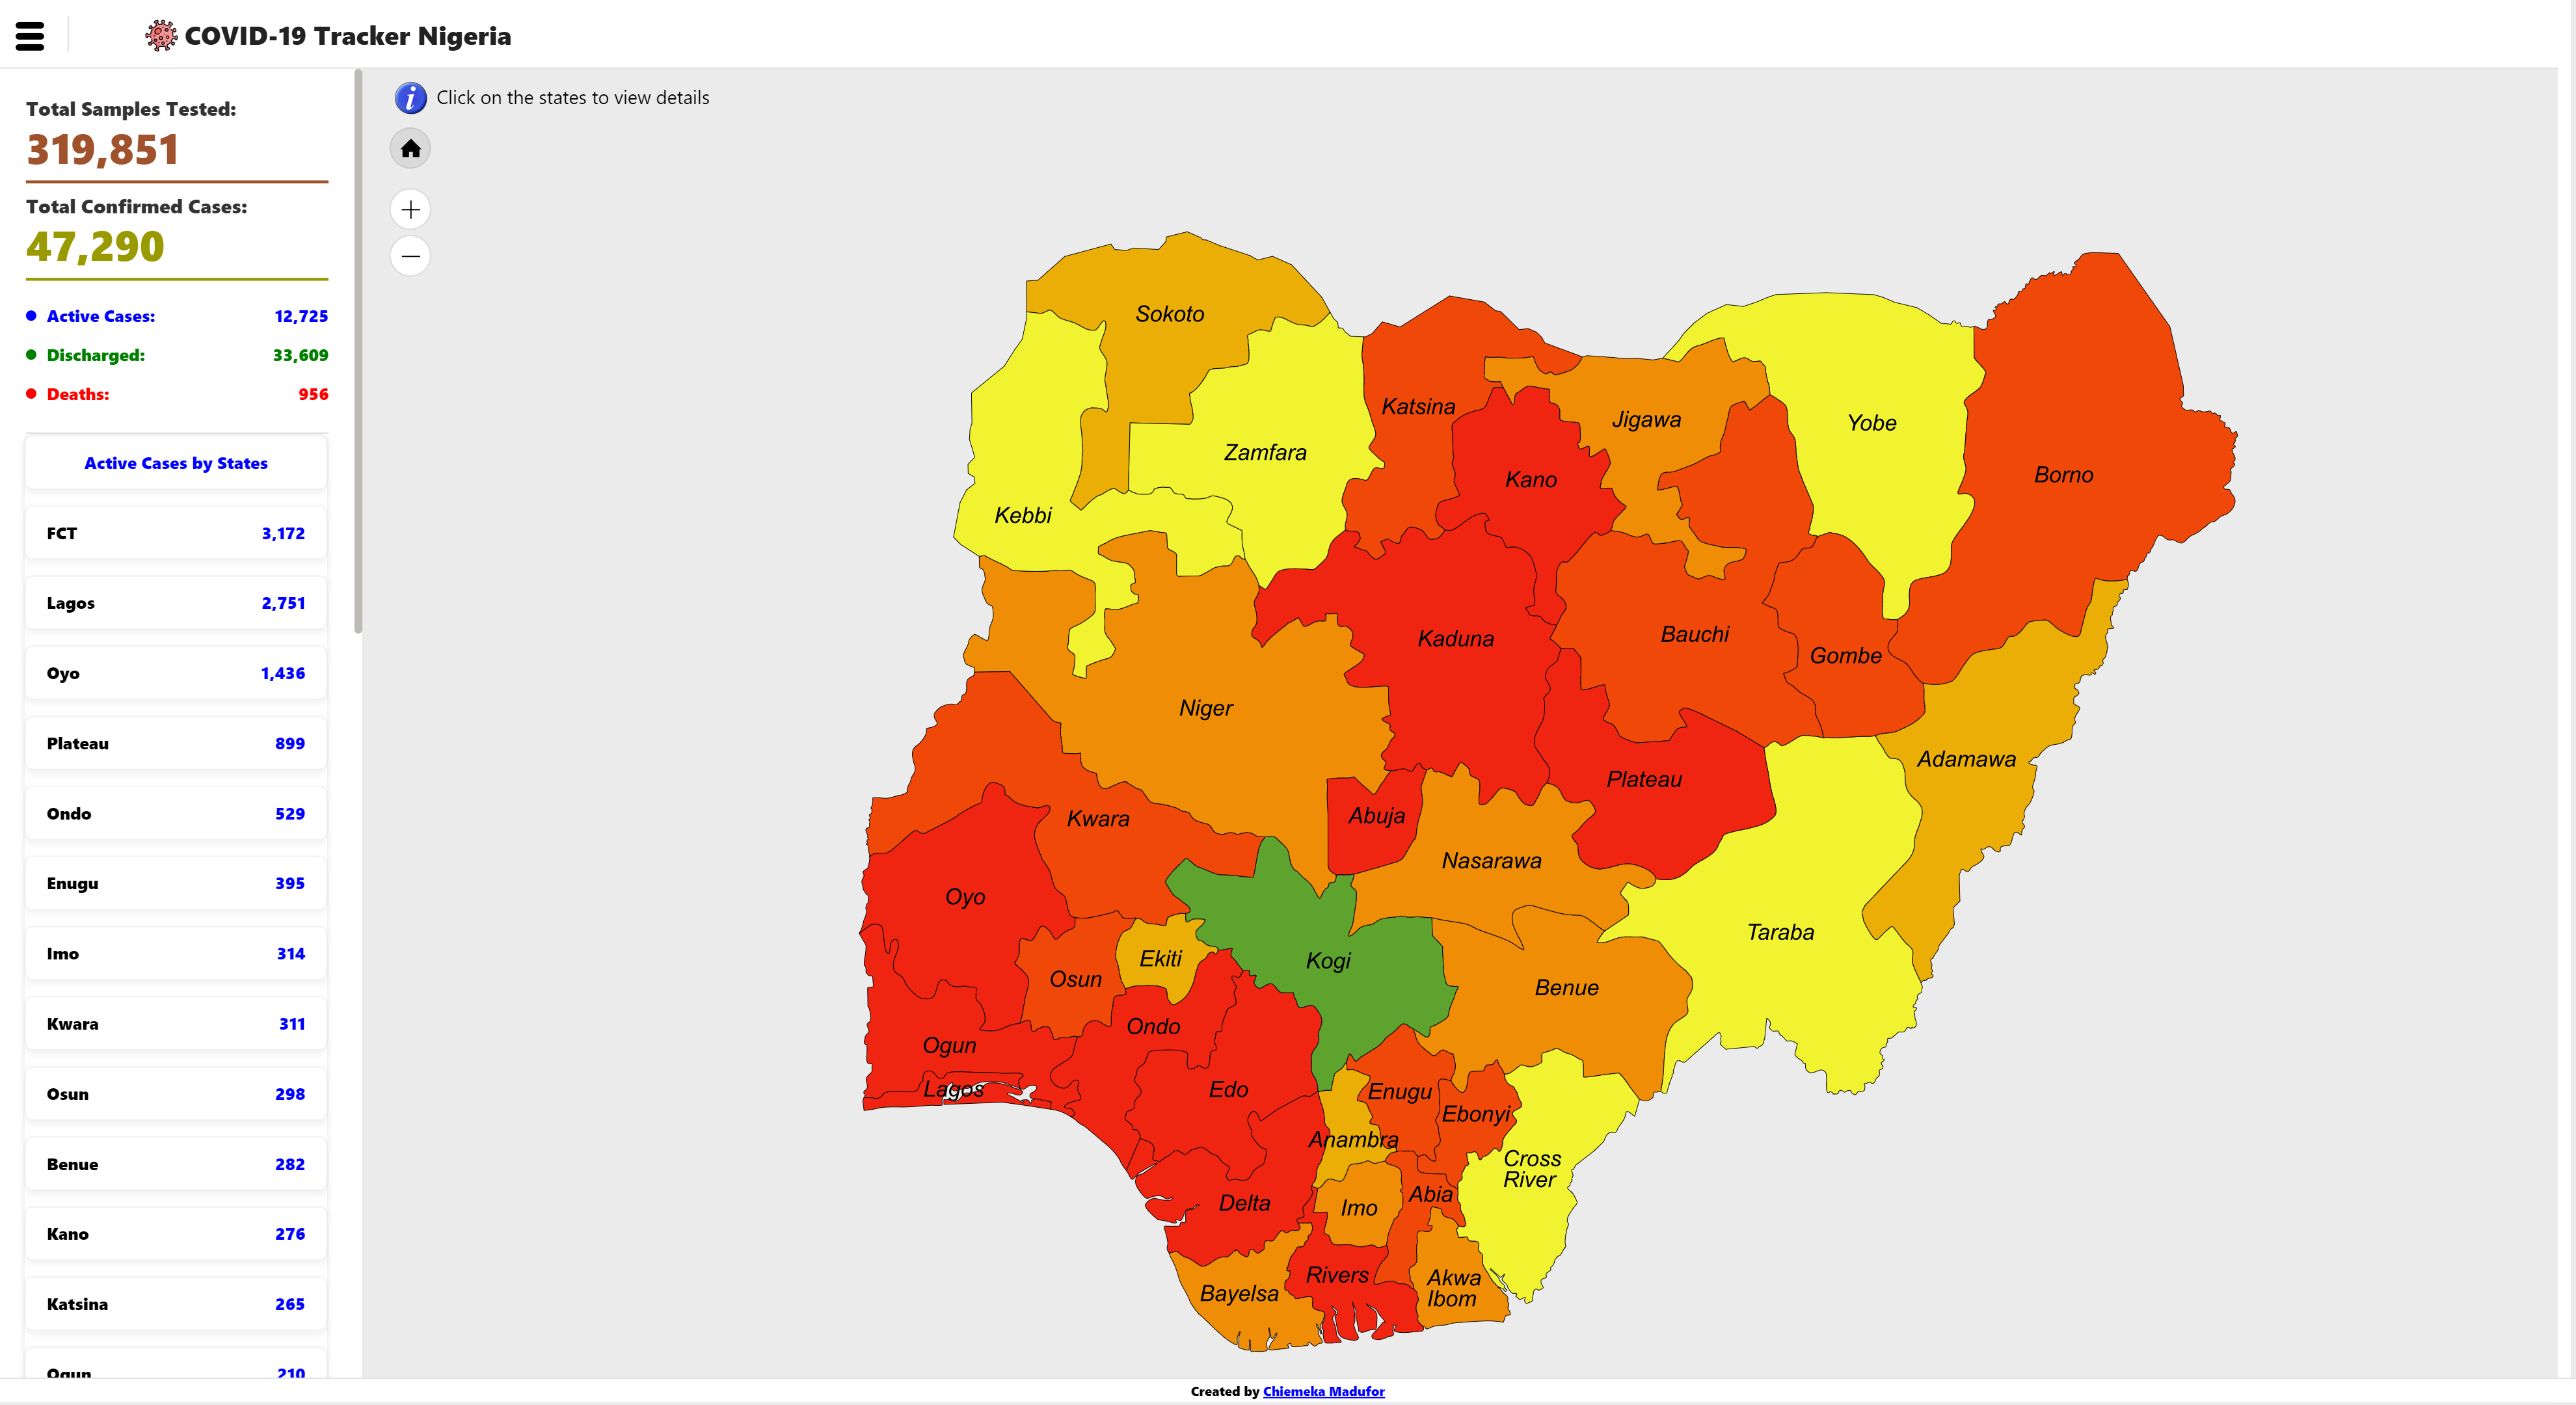 COVID-19 Tracker Nigeria
Total Samples Tested:
319,851
Total Confirmed Cases:
47,290
Active Cases: 12,725
Discharged: 33,609
Deaths: 956
Active Cases by States
FCT 3,172
Lagos 2,751
Oyo 1,436
Plateau 899
Ondo 529
Enugu 395
Imo 314
Kwara 311
Osun 298
Benue 282
Kano 276
Katsina 265
Ogun 210
Click on the states to view details
Sokoto
Katsina
Jigawa
Yobe
Zamfara
Borno
Kano
Kebbi
Bauchi
Kaduna
Gombe
Niger
Adamawa
Plateau
Abuja
Kwara
Nasarawa
Oyo
Taraba
Ekiti
Kogi
Osun
Benue
Ondo
Ogun
Lagos
Edo
Enugu
Ebonyi
Anambra
Cross
River
Abia
Delta
Imo
Rivers
Akwa
Ibom
Bayelsa
Created by Chiemeka Madufor